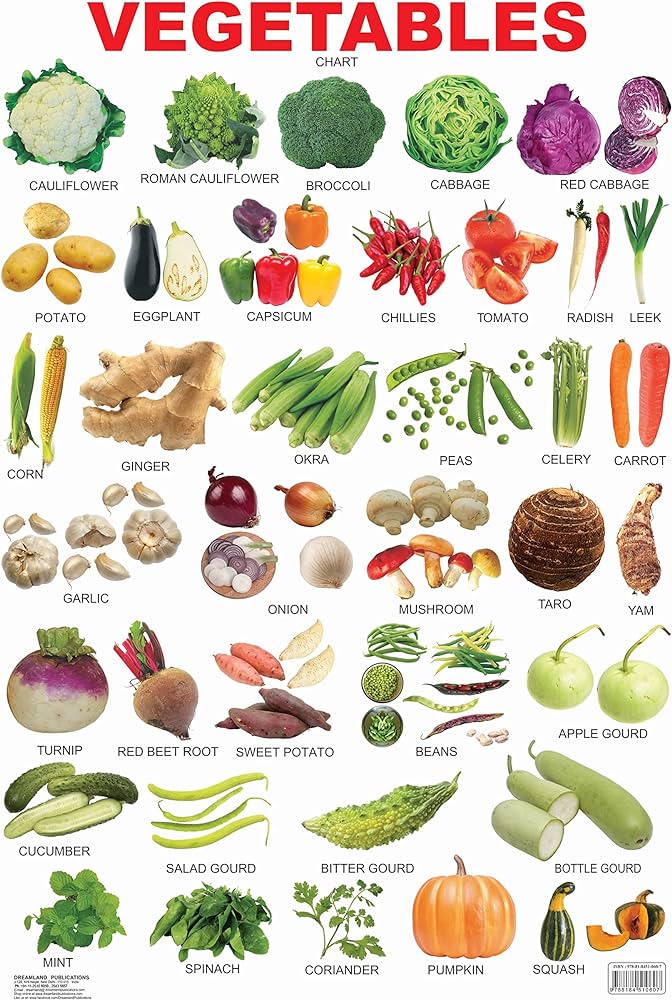 VEGETABLES
CHART
CAULIFLOWER
ROMAN CAULIFLOWER
BROCCOLI
CABBAGE
RED CABBAGE
POTATO
EGGPLANT
CAPSICUM
CHILLIES
TOMATO
RADISH
LEEK
CORN
GINGER
OKRA
PEAS
CELERY
CARROT
GARLIC
ONION
MUSHROOM
TARO
YAM
TURNIP
RED BEET ROOT
SWEET POTATO
BEANS
APPLE GOURD
CUCUMBER
SALAD GOURD
BITTER GOURD
BOTTLE GOURD
MINT
SPINACH
CORIANDER
PUMPKIN
SQUASH
DREAMLAND PUBLICATIONS